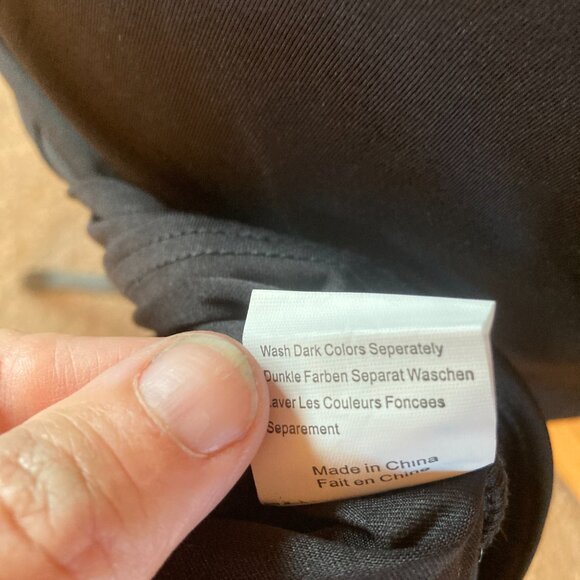 Wash Dark Colors Seperately
Dunkle Farben Separat Waschen
Laver Les Couleurs Foncees
Separement
Made in China
Fait en Chine